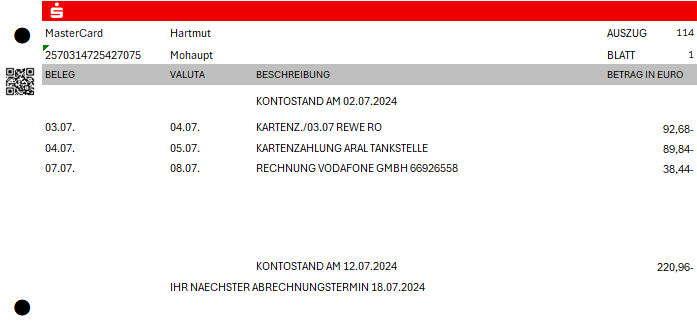 MasterCard Hartmut AUSZUG 114
2570314725427075 Mohaupt BLATT 1
BELEG VALUTA BESCHREIBUNG BETRAG IN EURO
KONTOSTAND AM 02.07.2024
03.07. 04.07. KARTENZ./03.07 REWE RO 92,68-
04.07. 05.07. KARTENZAHLUNG ARAL TANKSTELLE 89,84-
07.07. 08.07. RECHNUNG VODAFONE GMBH 66926558 38,44-
KONTOSTAND AM 12.07.2024 220,96-
IHR NAECHSTER ABRECHNUNGSTERMIN 18.07.2024